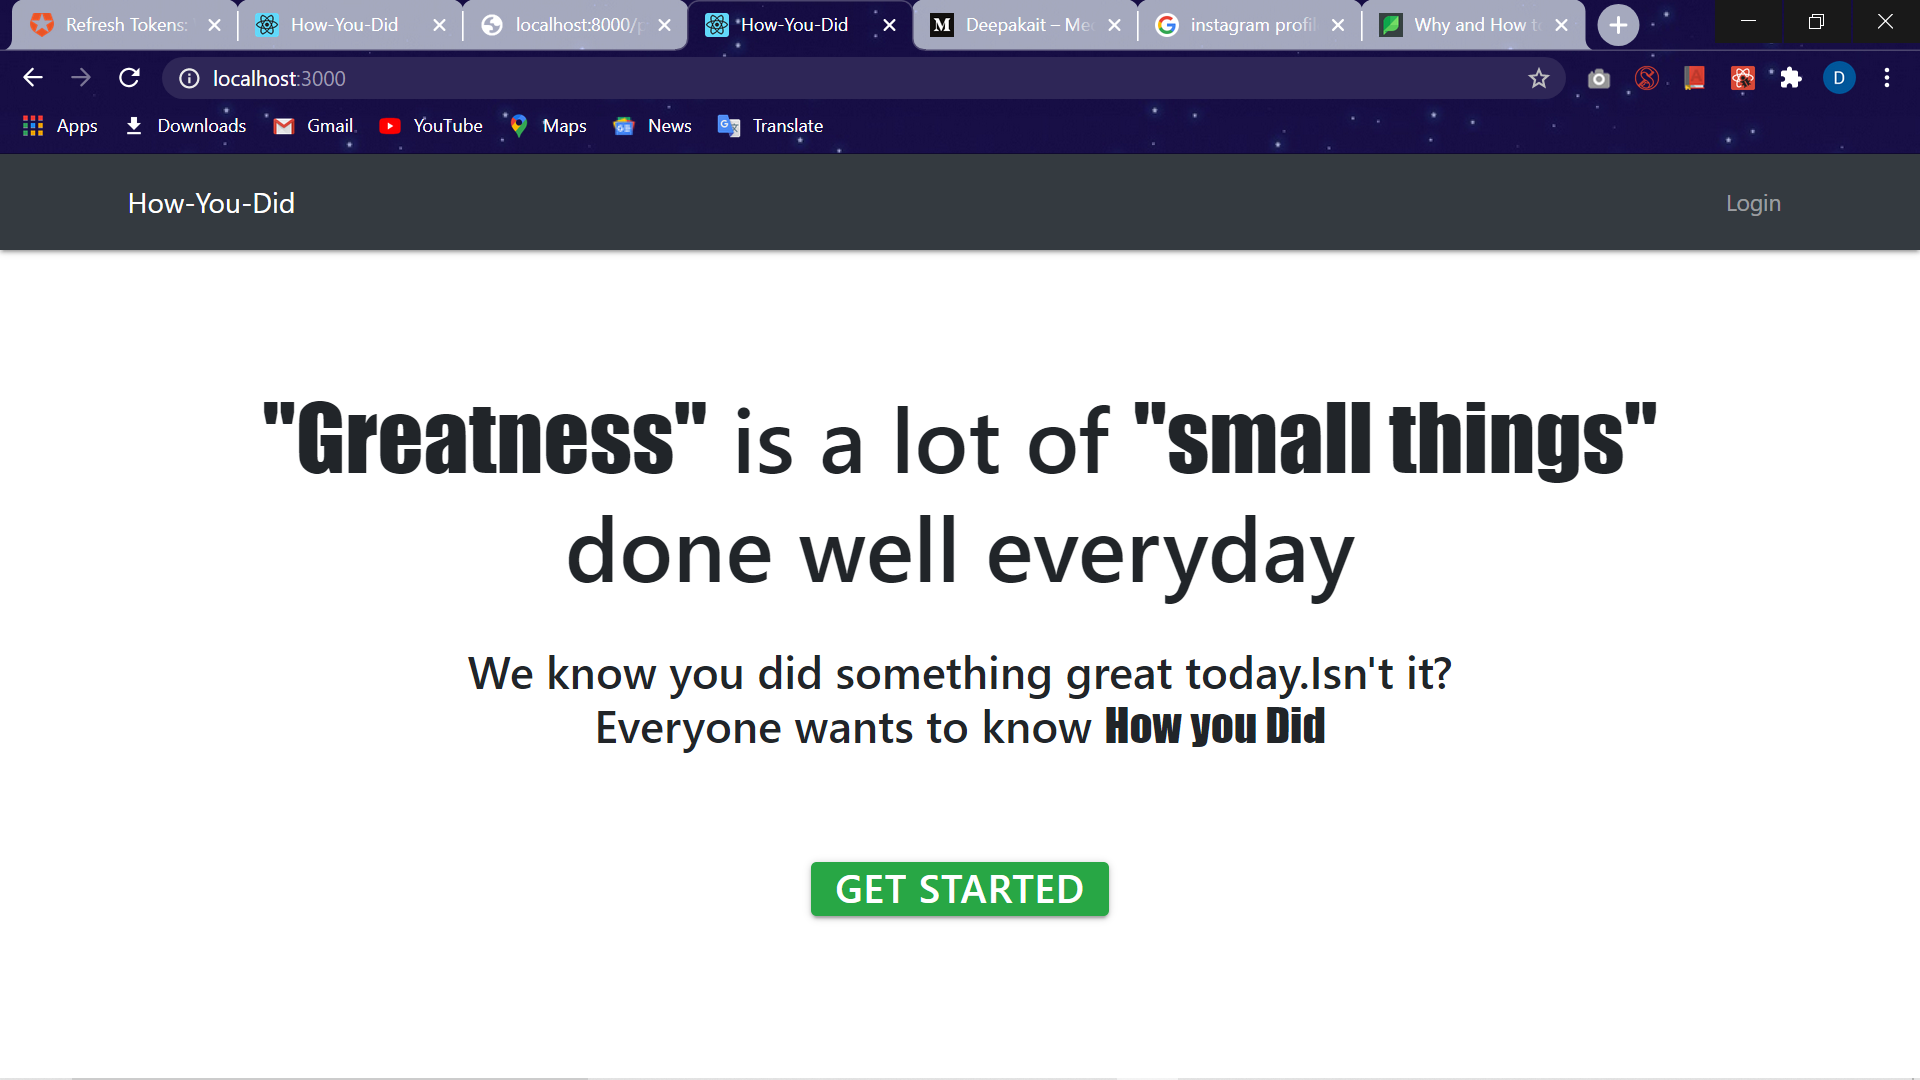 Refresh Tokens:
How-You-Did
localhost:8000/p
How-You-Did
Deepakait – Me
instagram profil
Why and How t
localhost:3000
D
Apps
Downloads
Gmail
YouTube
Maps
News
Translate
How-You-Did
Login
"Greatness" is a lot of "small things"
done well everyday
We know you did something great today.Isn't it?
Everyone wants to know How you Did
GET STARTED